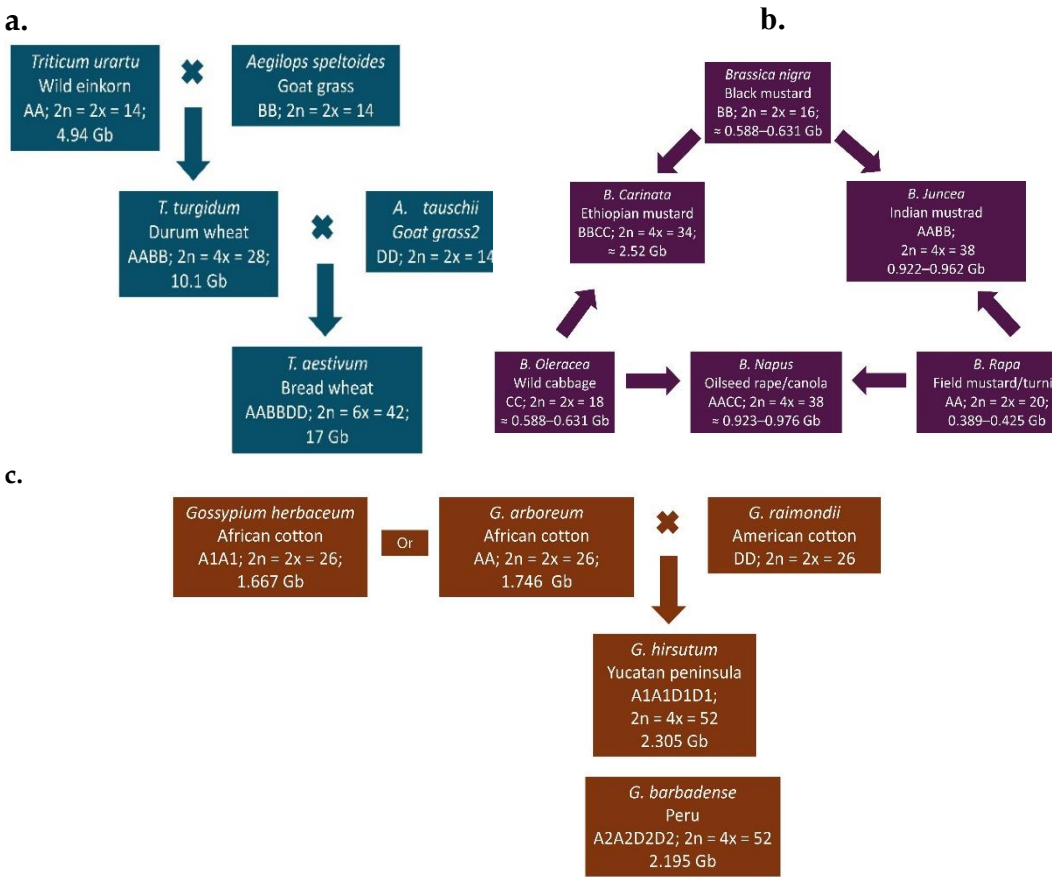 a.
Triticum urartu
Wild einkorn
AA; 2n = 2x = 14;
4.94 Gb
Aegilops speltoides
Goat grass
BB; 2n = 2x = 14
T. turgidum
Durum wheat
AABB; 2n = 4x = 28;
10.1 Gb
A. tauschii
Goat grass2
DD; 2n = 2x = 14
T. aestivum
Bread wheat
AABBDD; 2n = 6x = 42;
17 Gb
b.
Brassica nigra
Black mustard
BB; 2n = 2x = 16;
≈ 0.588–0.631 Gb
B. Carinata
Ethiopian mustard
BBCC; 2n = 4x = 34;
≈ 2.52 Gb
B. Juncea
Indian mustrad
AABB;
2n = 4x = 38
0.922–0.962 Gb
B. Oleracea
Wild cabbage
CC; 2n = 2x = 18
≈ 0.588–0.631 Gb
B. Napus
Oilseed rape/canola
AACC; 2n = 4x = 38
≈ 0.923–0.976 Gb
B. Rapa
Field mustard/turni
AA; 2n = 2x = 20;
0.389–0.425 Gb
c.
Gossypium herbaceum
African cotton
A1A1; 2n = 2x = 26;
1.667 Gb
Or
G. arboreum
African cotton
AA; 2n = 2x = 26;
1.746 Gb
G. raimondii
American cotton
DD; 2n = 2x = 26
G. hirsutum
Yucatan peninsula
A1A1D1D1;
2n = 4x = 52
2.305 Gb
G. barbadense
Peru
A2A2D2D2; 2n = 4x = 52
2.195 Gb